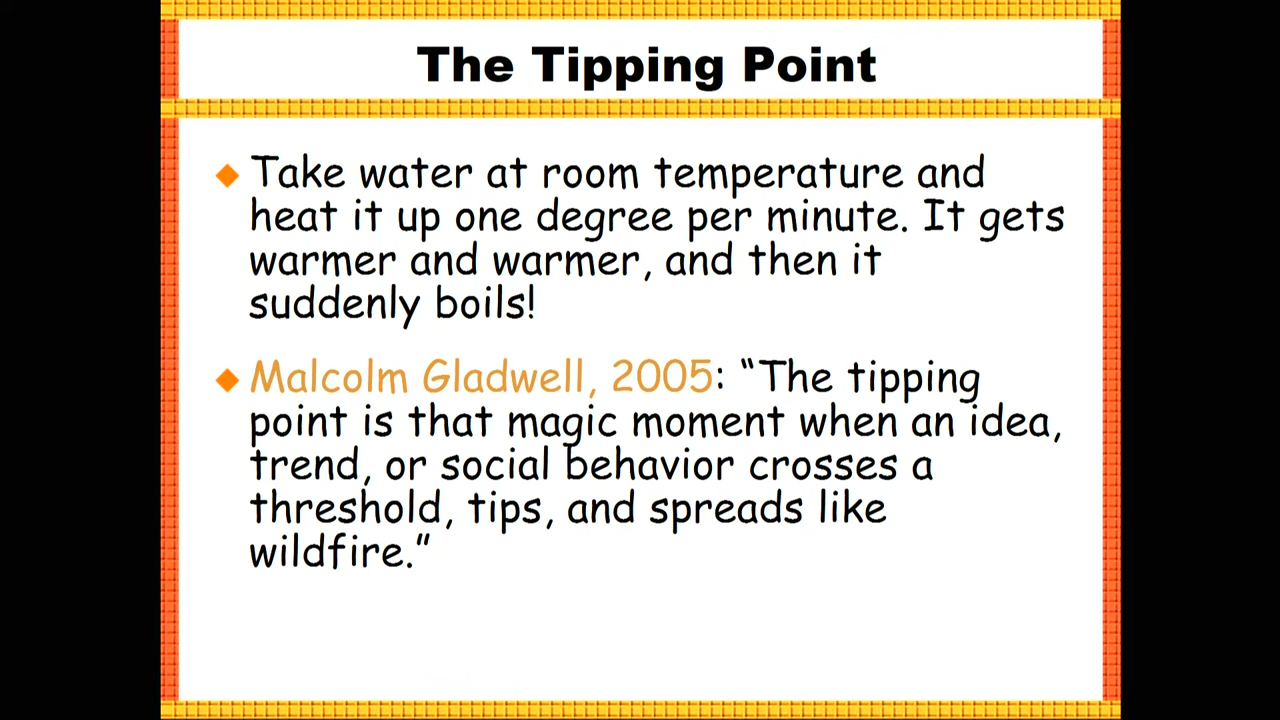 The Tipping Point
Take water at room temperature and
heat it up one degree per minute. It gets
warmer and warmer, and then it
suddenly boils!
Malcolm Gladwell, 2005: “The tipping
point is that magic moment when an idea,
trend, or social behavior crosses a
threshold, tips, and spreads like
wildfire.”